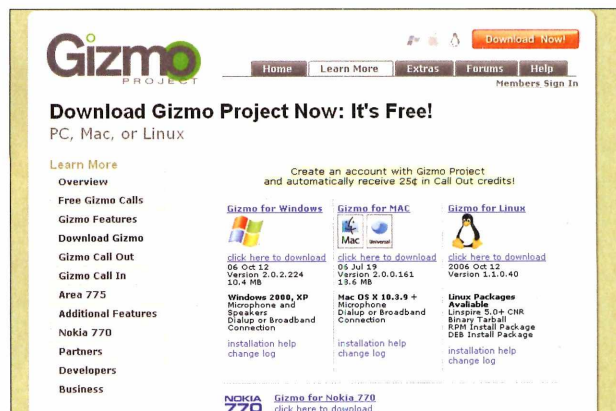 Gizmo
PROJECT
Download Now!
Home Learn More Extras Forums Help
Members Sign In
Download Gizmo Project Now: It's Free!
PC, Mac, or Linux
Learn More
Overview
Free Gizmo Calls
Gizmo Features
Download Gizmo
Gizmo Call Out
Gizmo Call In
Area 775
Additional Features
Nokia 770
Partners
Developers
Business
Create an account with Gizmo Project
and automatically receive 25¢ in Call Out credits!
Gizmo for Windows
click here to download
06 Oct 12
Version 2.0.2.224
10.4 MB
Windows 2000, XP
Microphone and
Speakers
Dialup or Broadband
Connection
installation help
change log
Gizmo for MAC
Mac Universal
click here to download
06 Jul 19
Version 2.0.0.161
13.6 MB
Mac OS X 10.3.9 +
Microphone
Dialup or Broadband
Connection
installation help
change log
Gizmo for Linux
click here to download
2006 Oct 12
Version 1.1.0.40
Linux Packages
Avaliable
Linspire 5.0+ CNR
Binary Tarball
RPM Install Package
DEB Install Package
installation help
change log
NOKIA
770
Gizmo for Nokia 770
click here to download